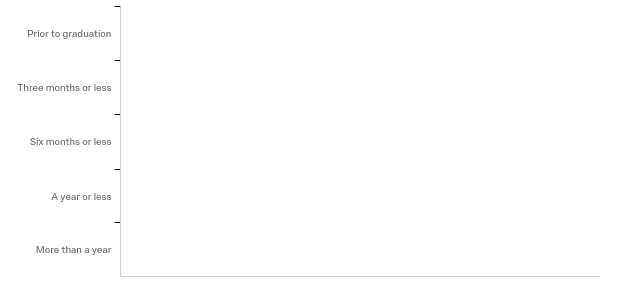 Prior to graduation
Three months or less
Six months or less
A year or less
More than a year